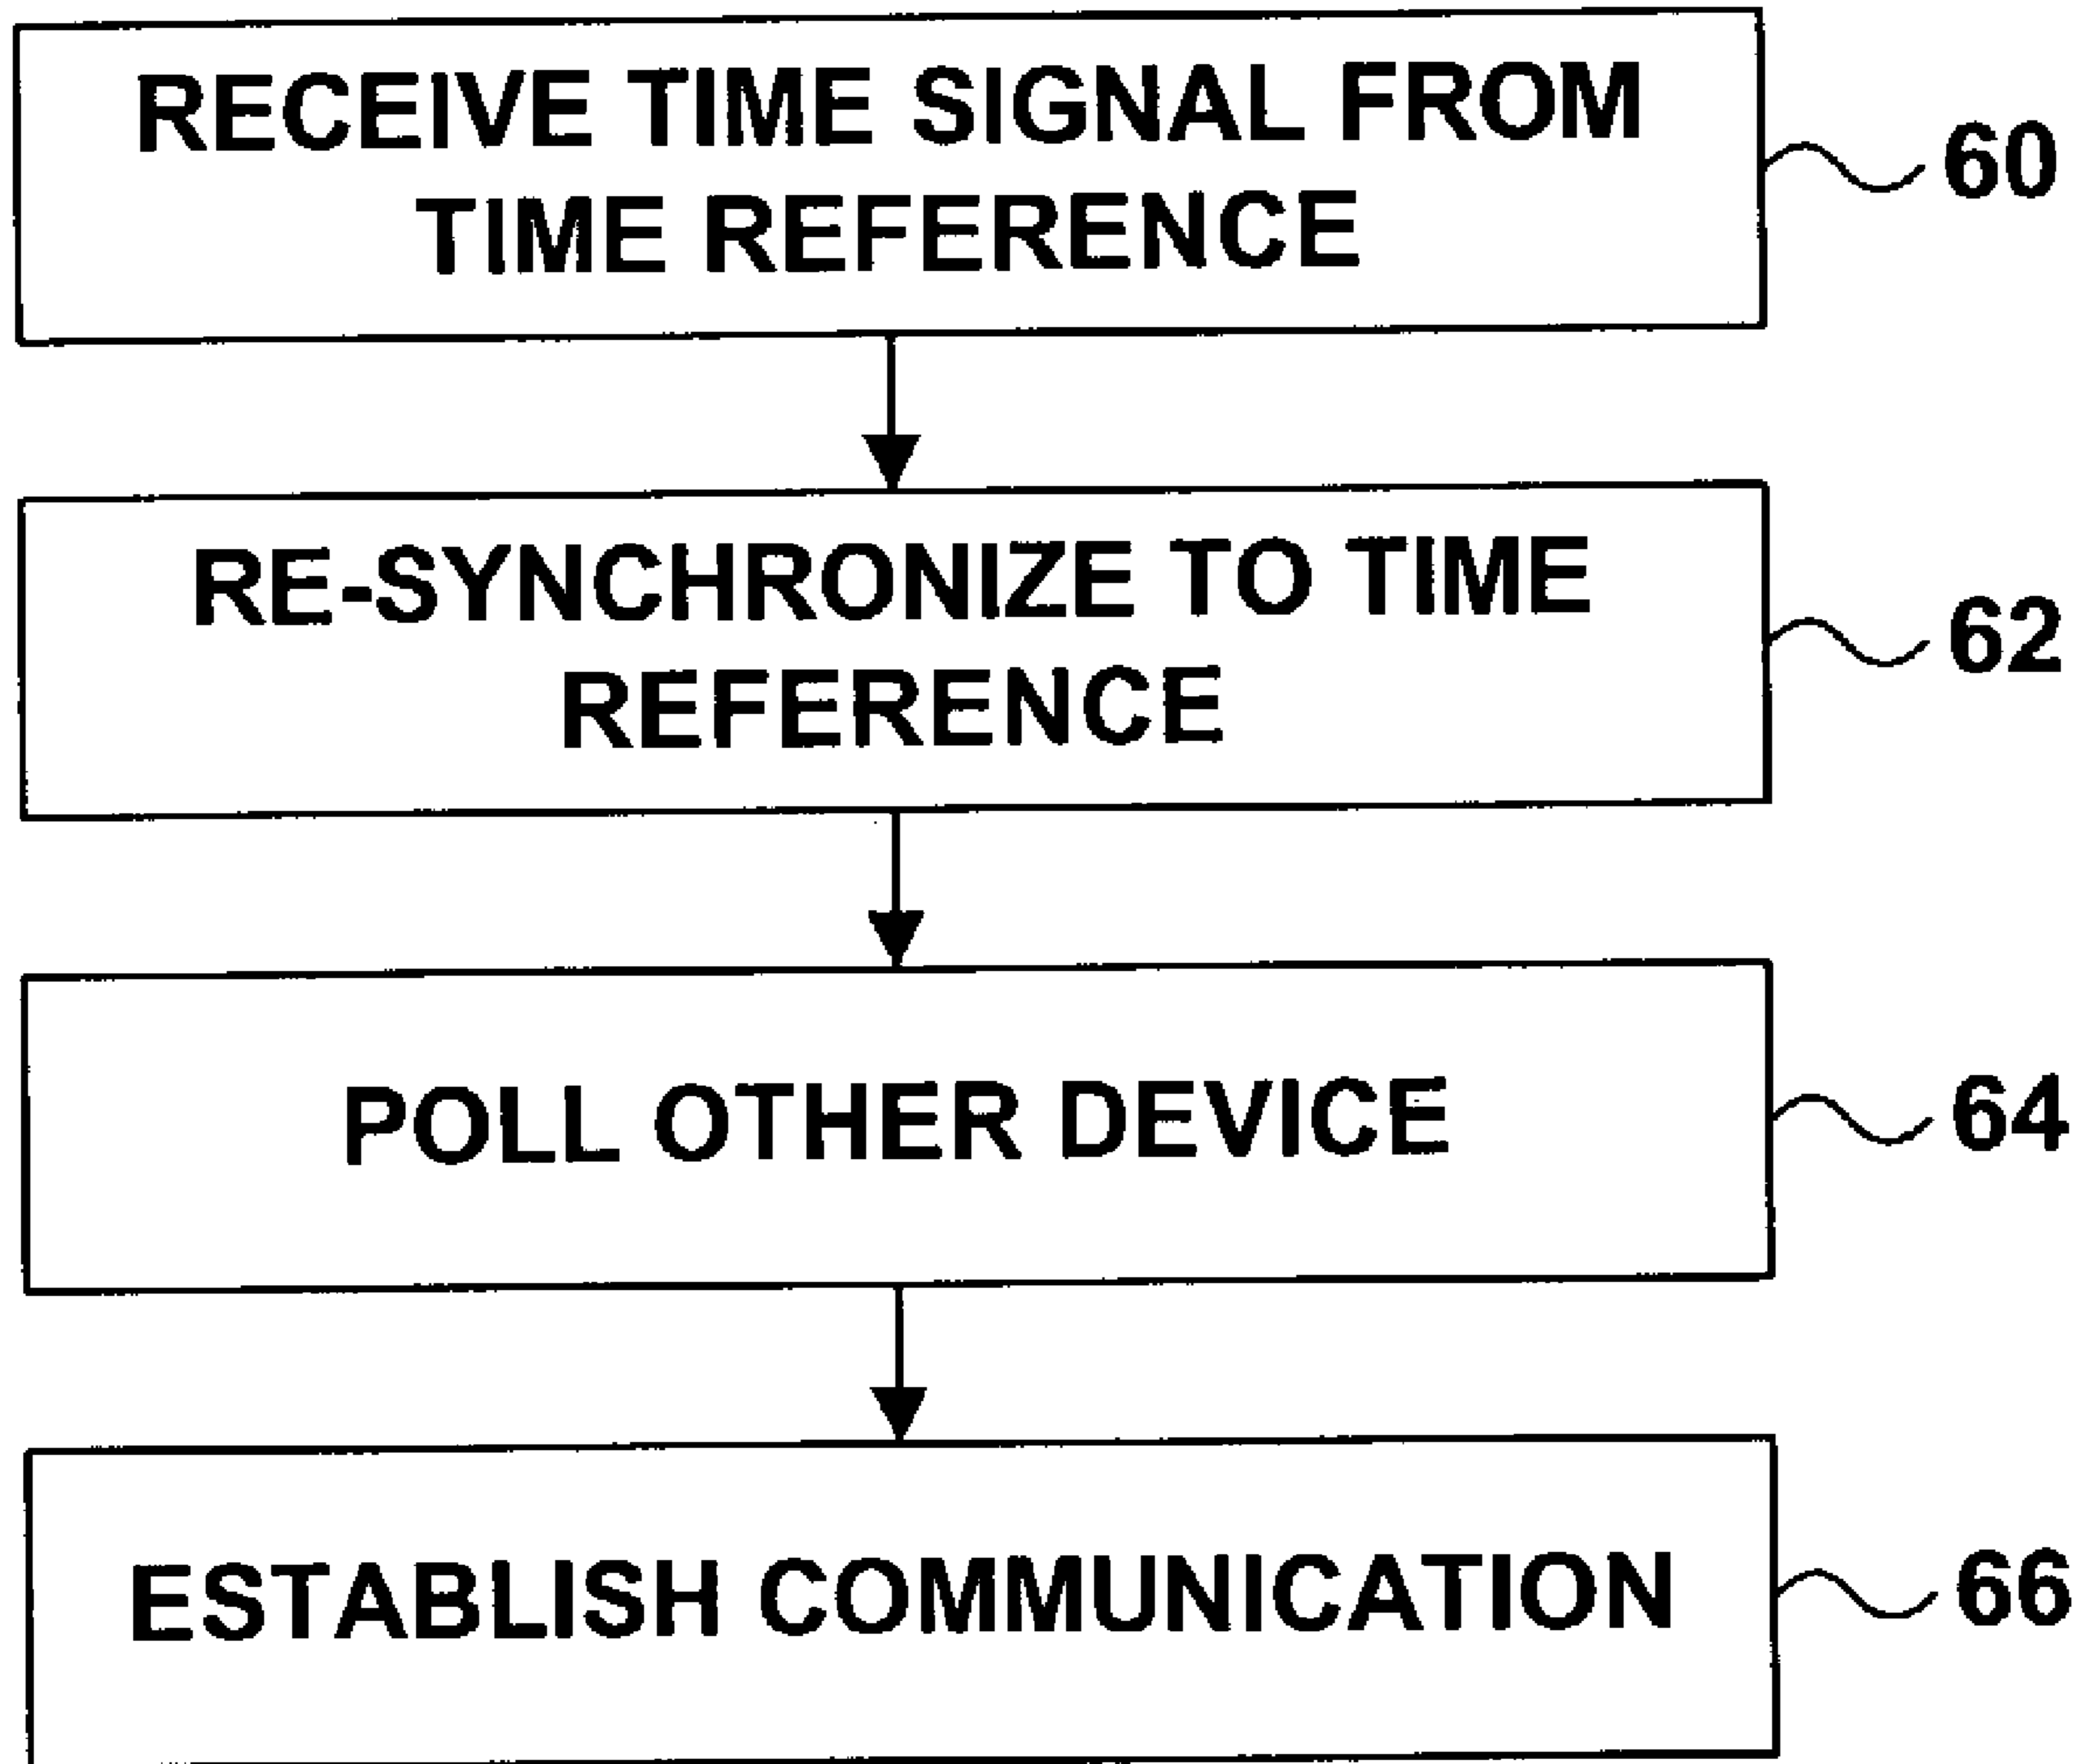 RECEIVE TIME SIGNAL FROM
TIME REFERENCE
60
RE-SYNCHRONIZE TO TIME
REFERENCE
62
POLL OTHER DEVICE
64
ESTABLISH COMMUNICATION
66